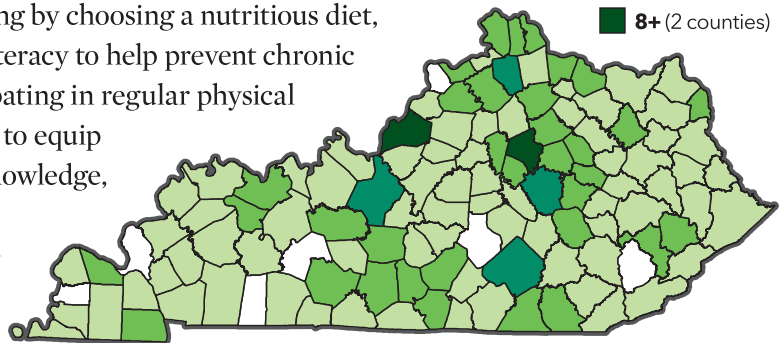 ng by choosing a nutritious diet,
teracy to help prevent chronic
pating in regular physical
to equip
nowledge,
8+ (2 counties)